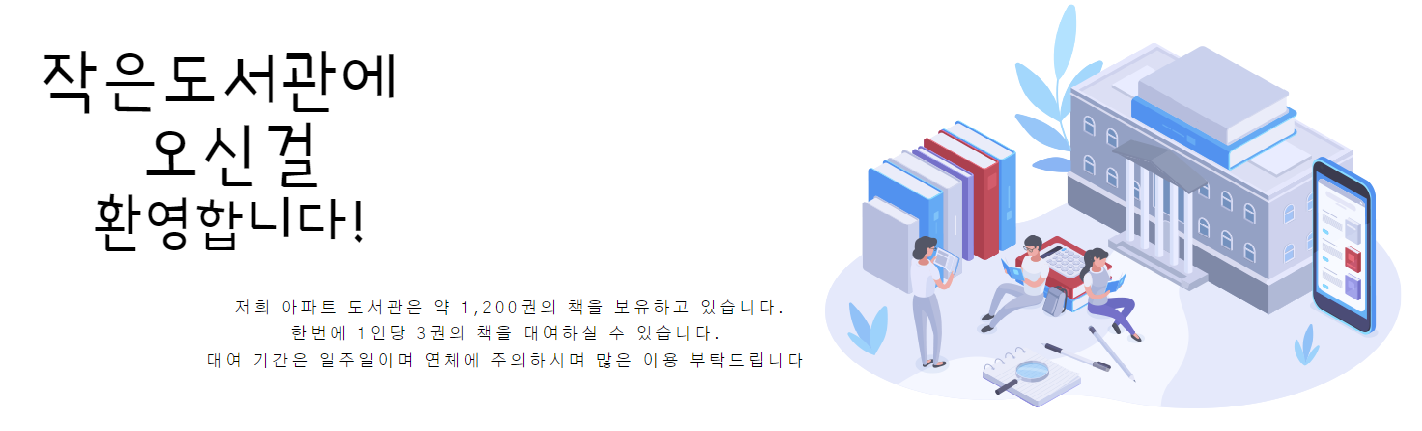 작은도서관에
오신걸
환영합니다!
저희 아파트 도서관은 약 1,200권의 책을 보유하고 있습니다.
한번에 1인당 3권의 책을 대여하실 수 있습니다.
대여 기간은 일주일이며 연체에 주의하시며 많은 이용 부탁드립니다